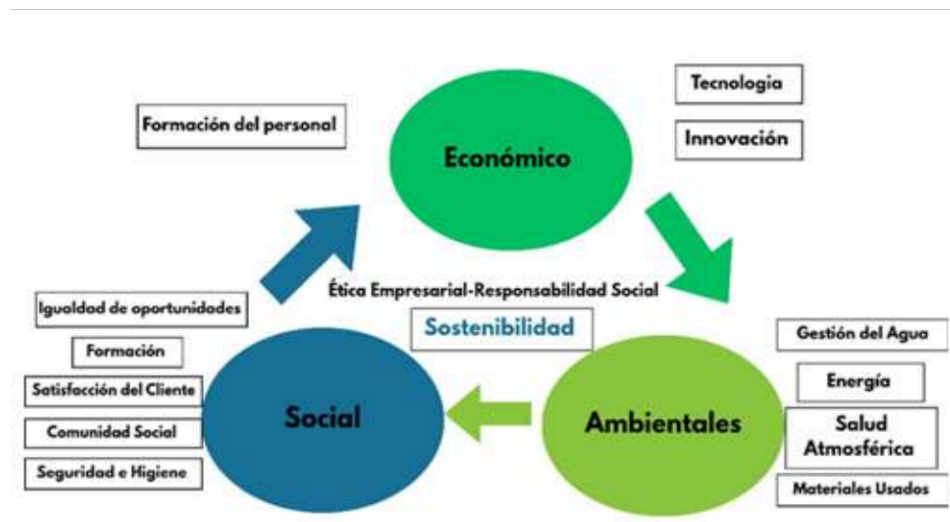 Tecnologia
Formación del personal
Innovación
Económico
Ética Empresarial-Responsabilidad Social
Sostenibilidad
Igualdad de oportunidades
Formación
Satisfacción del Cliente
Comunidad Social
Seguridad e Higiene
Social
Ambientales
Gestión del Agua
Energía
Salud
Atmosférica
Materiales Usados